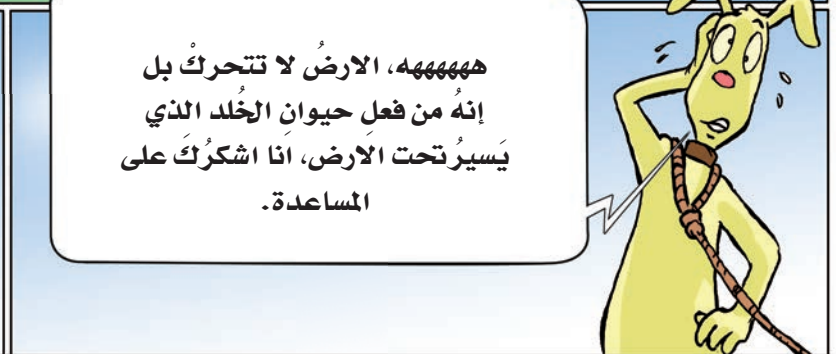 ههههههه، الارضُ لا تتحركْ بل
إنهُ من فعلِ حيوانِ الخُلد الذي
يَسيرُ تحت الاَرض، اَنا اشكرُكَ على
المساعدة.